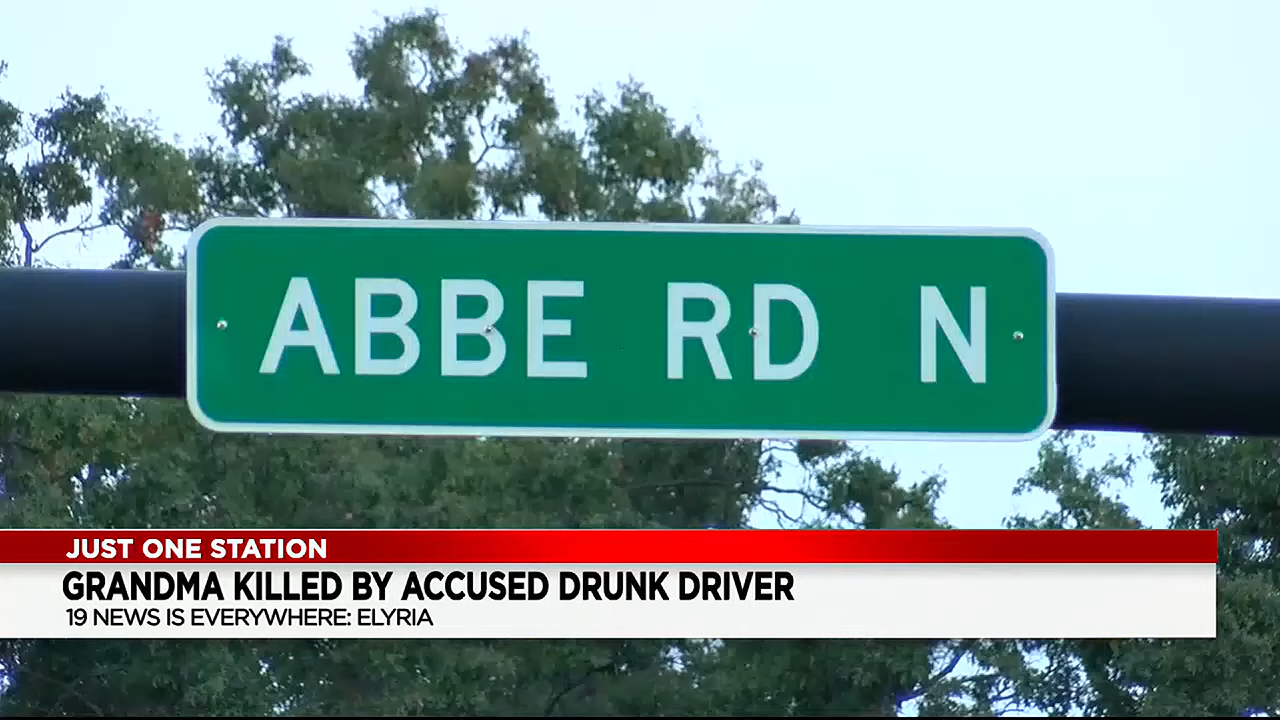 ABBE RD N
JUST ONE STATION
GRANDMA KILLED BY ACCUSED DRUNK DRIVER
19 NEWS IS EVERYWHERE: ELYRIA